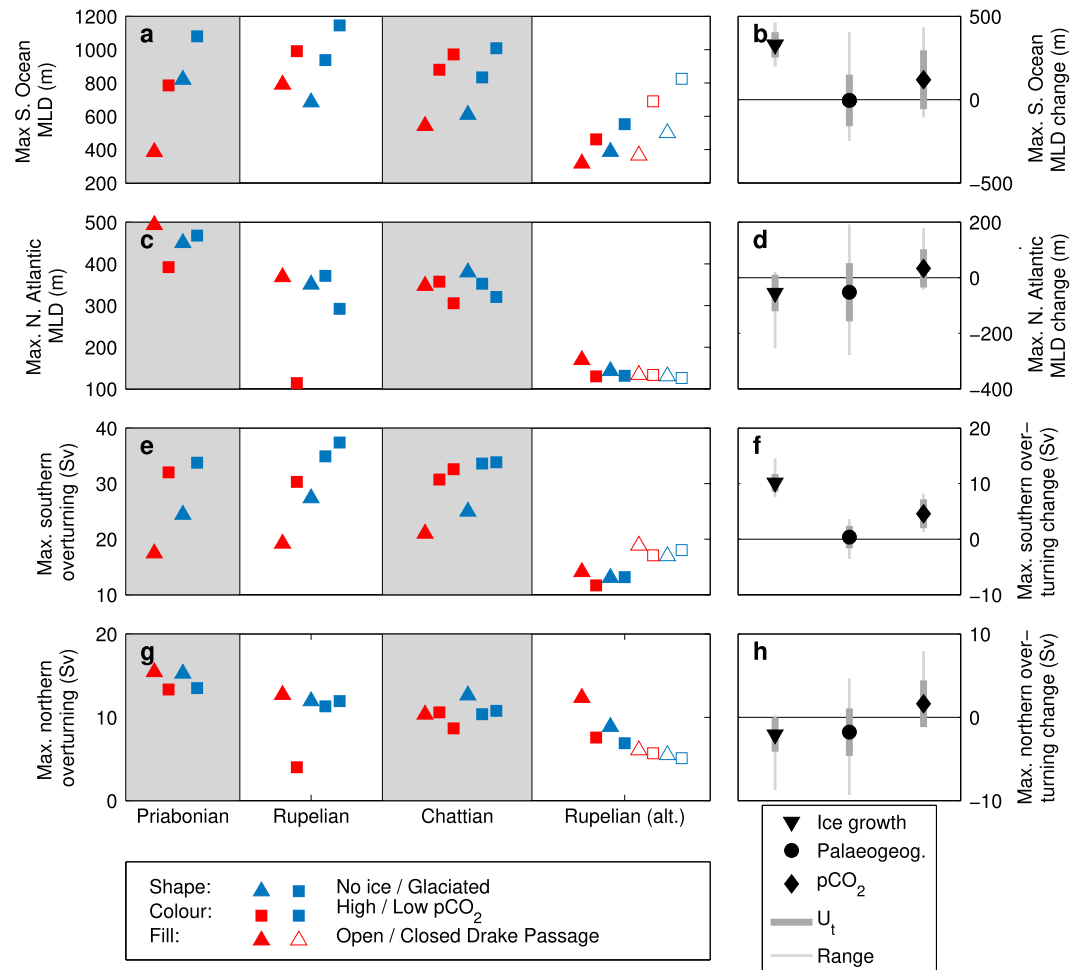 a
1200
1000
800
600
400
200
Max S. Ocean
MLD (m)
b
500
0
−500
Max. S. Ocean
MLD change (m)
c
500
400
300
200
100
Max. N. Atlantic
MLD (m)
d
200
0
−200
−400
Max. N. Atlantic
MLD change (m)
e
40
30
20
10
Max. southern
overturning (Sv)
f
20
10
0
−10
Max. southern over−
turning change (Sv)
g
20
10
0
Max. northern
overturning (Sv)
h
10
0
−10
Max. northern over−
turning change (Sv)
Priabonian Rupelian Chattian Rupelian (alt.)
Shape: No ice / Glaciated
Colour: High / Low pCO2
Fill: Open / Closed Drake Passage
Ice growth
Palaeogeog.
pCO2
Ut
Range